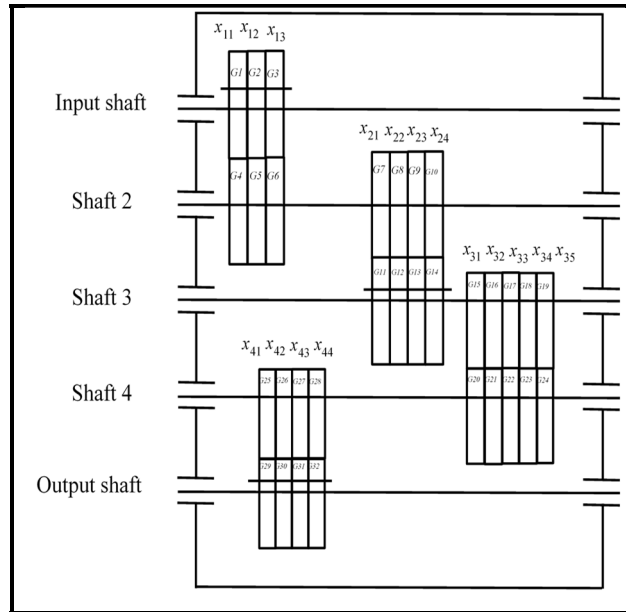 x11 x12 x13
G1 G2 G3
Input shaft
x21 x22 x23 x24
G7 G8 G9 G10
G4 G5 G6
Shaft 2
x31 x32 x33 x34 x35
G11 G12 G13 G14
G15 G16 G17 G18 G19
Shaft 3
x41 x42 x43 x44
G25 G26 G27 G28
G20 G21 G22 G23 G24
Shaft 4
G29 G30 G31 G32
Output shaft